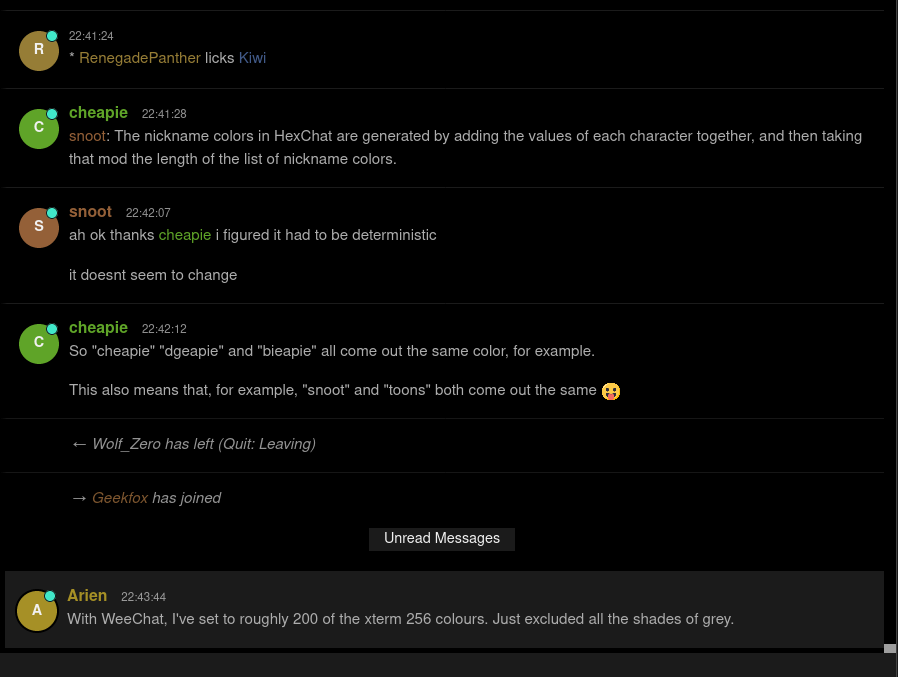 R
22:41:24
* RenegadePanther licks Kiwi
C
cheapie 22:41:28
snoot: The nickname colors in HexChat are generated by adding the values of each character together, and then taking
that mod the length of the list of nickname colors.
S
snoot 22:42:07
ah ok thanks cheapie i figured it had to be deterministic
it doesnt seem to change
C
cheapie 22:42:12
So "cheapie" "dgeapie" and "bieapie" all come out the same color, for example.
This also means that, for example, "snoot" and "toons" both come out the same 😛
← Wolf_Zero has left (Quit: Leaving)
→ Geekfox has joined
Unread Messages
A
Arien 22:43:44
With WeeChat, I've set to roughly 200 of the xterm 256 colours. Just excluded all the shades of grey.